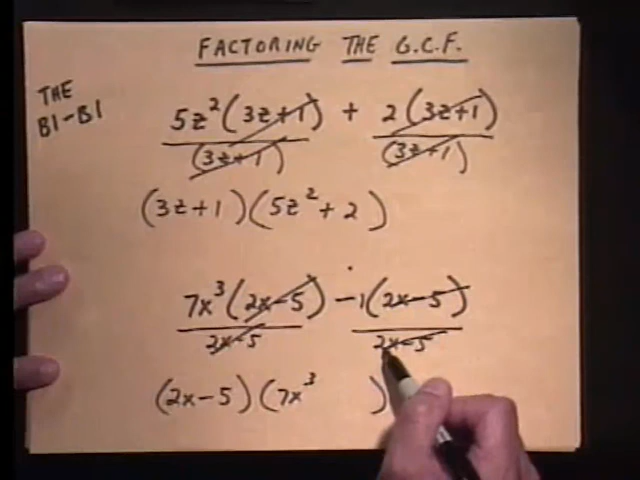 FACTORING THE G.C.F.
THE
BI-BI
5z²(3z+1) + 2(3z+1)
(3z+1) (3z+1)
(3z+1)(5z²+2)
7x³(2x-5) -1(2x-5)
2x-5 2x-5
(2x-5)(7x³ )